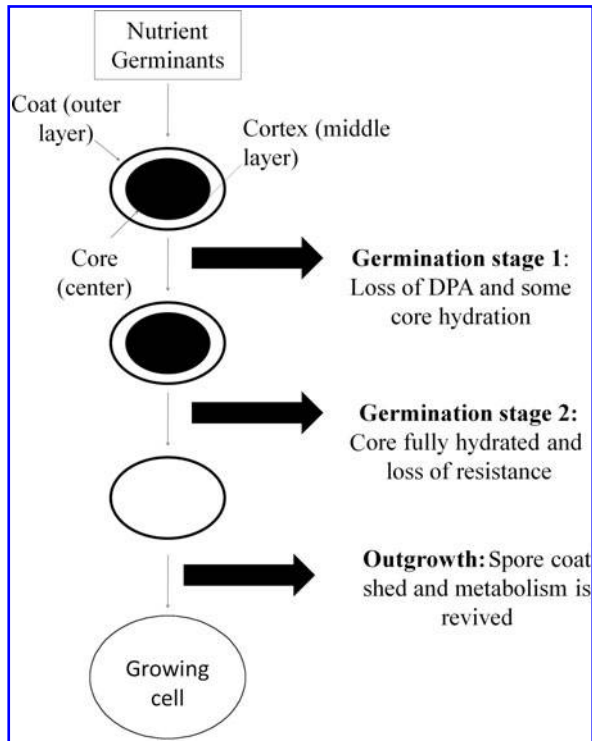 Nutrient
Germinants
Coat (outer
layer)
Cortex (middle
layer)
Core
(center)
Germination stage 1:
Loss of DPA and some
core hydration
Germination stage 2:
Core fully hydrated and
loss of resistance
Outgrowth: Spore coat
shed and metabolism is
revived
Growing
cell